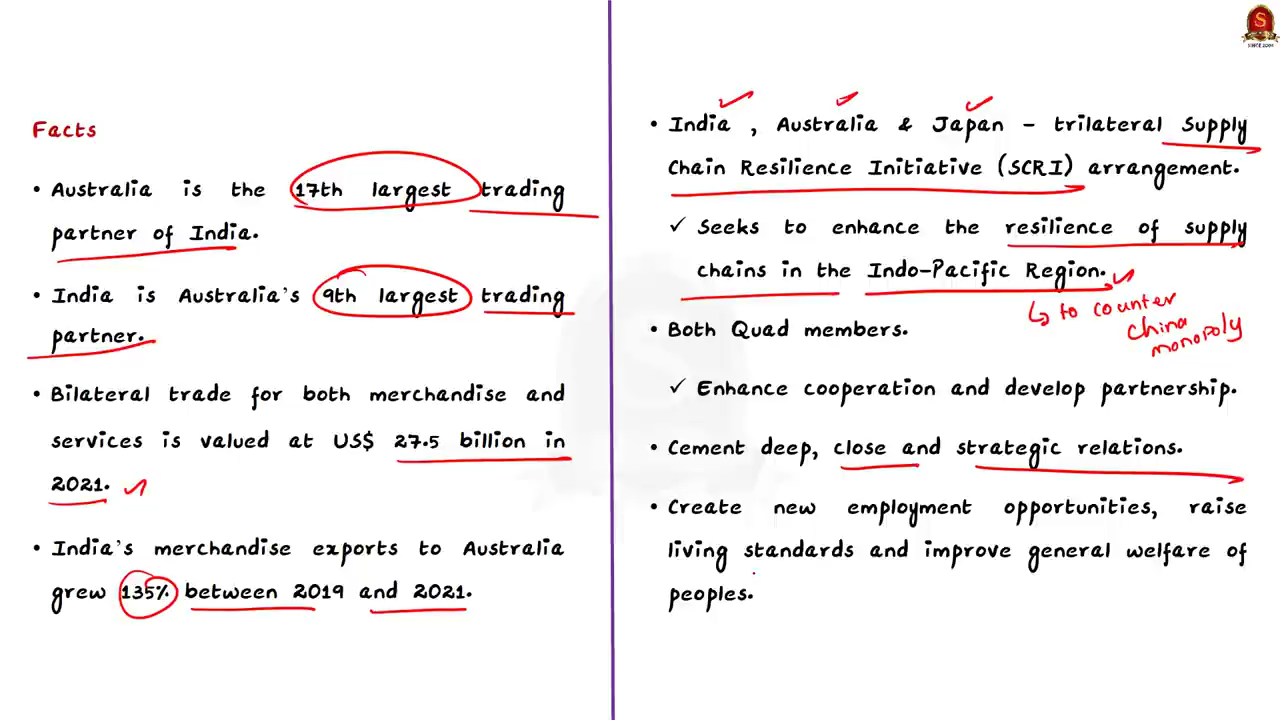 S
SINCE 2004
Facts
• Australia is the 17th largest trading
partner of India.
• India is Australia's 9th largest trading
partner.
• Bilateral trade for both merchandise and
services is valued at US$ 27.5 billion in
2021.
• India's merchandise exports to Australia
grew 135% between 2019 and 2021.
• India, Australia & Japan - trilateral Supply
Chain Resilience Initiative (SCRI) arrangement.
✓ Seeks to enhance the resilience of supply
chains in the Indo-Pacific Region.
↳ to counter
China
monopoly
• Both Quad members.
✓ Enhance cooperation and develop partnership.
• Cement deep, close and strategic relations.
• Create new employment opportunities, raise
living standards and improve general welfare of
peoples.